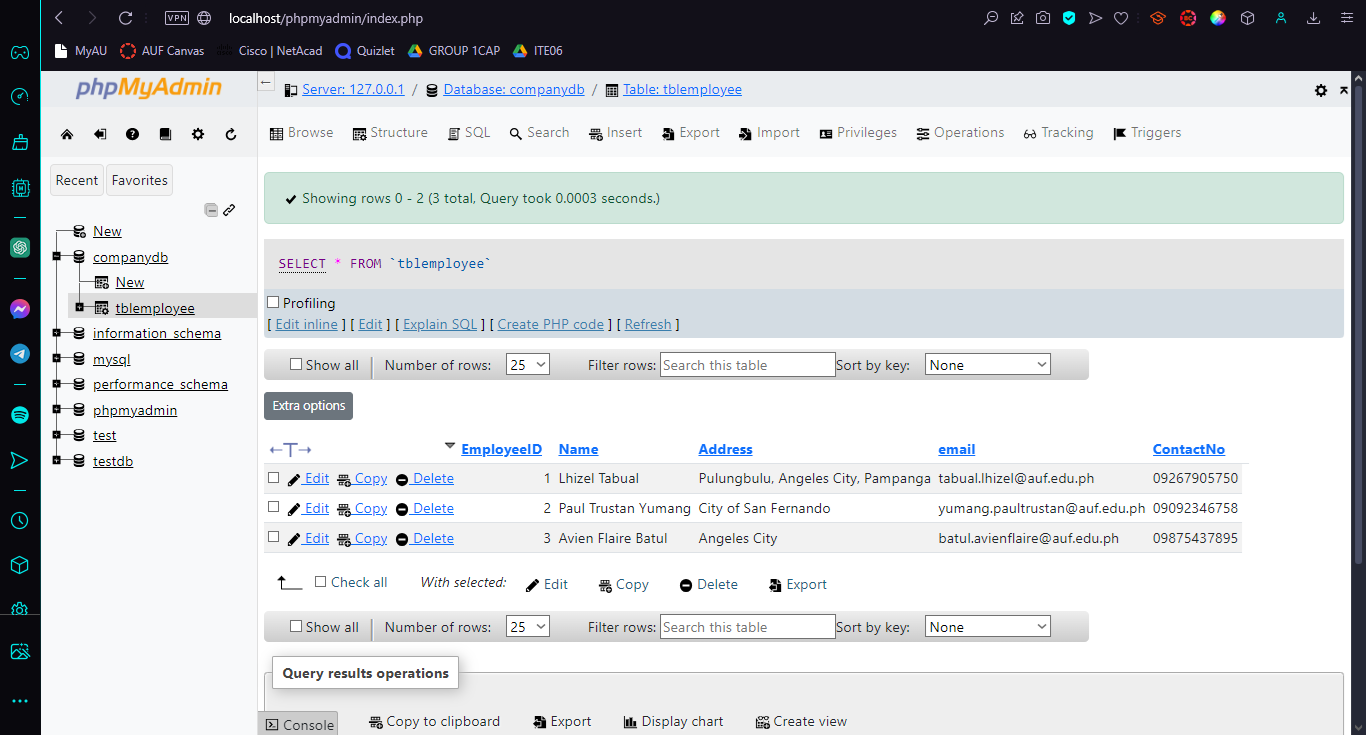 VPN localhost/phpmyadmin/index.php
MyAU AUF Canvas Cisco | NetAcad Quizlet GROUP 1CAP ITE06
phpMyAdmin
Recent Favorites
New
companydb
New
tblemployee
information_schema
mysql
performance_schema
phpmyadmin
test
testdb
Server: 127.0.0.1 / Database: companydb / Table: tblemployee
Browse Structure SQL Search Insert Export Import Privileges Operations Tracking Triggers
Showing rows 0 - 2 (3 total, Query took 0.0003 seconds.)
SELECT * FROM `tblemployee`
Profiling
[ Edit inline ] [ Edit ] [ Explain SQL ] [ Create PHP code ] [ Refresh ]
Show all Number of rows: 25 Filter rows: Search this table Sort by key: None
Extra options
←T→ EmployeeID Name Address email ContactNo
Edit Copy Delete 1 Lhizel Tabual Pulungbulu, Angeles City, Pampanga tabual.lhizel@auf.edu.ph 09267905750
Edit Copy Delete 2 Paul Trustan Yumang City of San Fernando yumang.paultrustan@auf.edu.ph 09092346758
Edit Copy Delete 3 Avien Flaire Batul Angeles City batul.avienflaire@auf.edu.ph 09875437895
Check all With selected: Edit Copy Delete Export
Show all Number of rows: 25 Filter rows: Search this table Sort by key: None
Query results operations
Console Copy to clipboard Export Display chart Create view